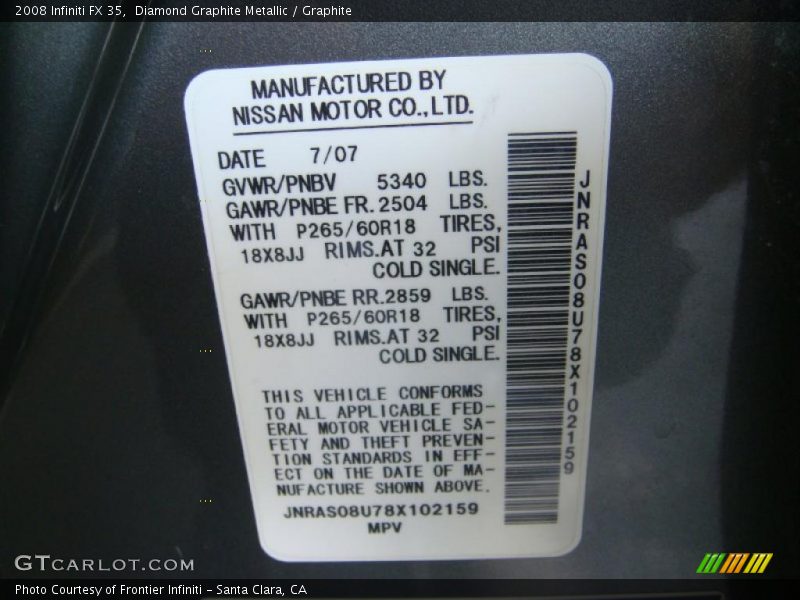 2008 Infiniti FX 35,  Diamond Graphite Metallic / Graphite
MANUFACTURED BY
NISSAN MOTOR CO.,LTD.
DATE 7/07
GVWR/PNBV 5340 LBS.
GAWR/PNBE FR. 2504 LBS.
WITH P265/60R18 TIRES,
18X8JJ RIMS.AT 32 PSI
COLD SINGLE.
GAWR/PNBE RR. 2859 LBS.
WITH P265/60R18 TIRES,
18X8JJ RIMS.AT 32 PSI
COLD SINGLE.
THIS VEHICLE CONFORMS
TO ALL APPLICABLE FED-
ERAL MOTOR VEHICLE SA-
FETY AND THEFT PREVEN-
TION STANDARDS IN EFF-
ECT ON THE DATE OF MA-
NUFACTURE SHOWN ABOVE.
JNRAS08U78X102159
MPV
JNRAS08U78X102159
GTcarlot.com
Photo Courtesy of Frontier Infiniti - Santa Clara, CA